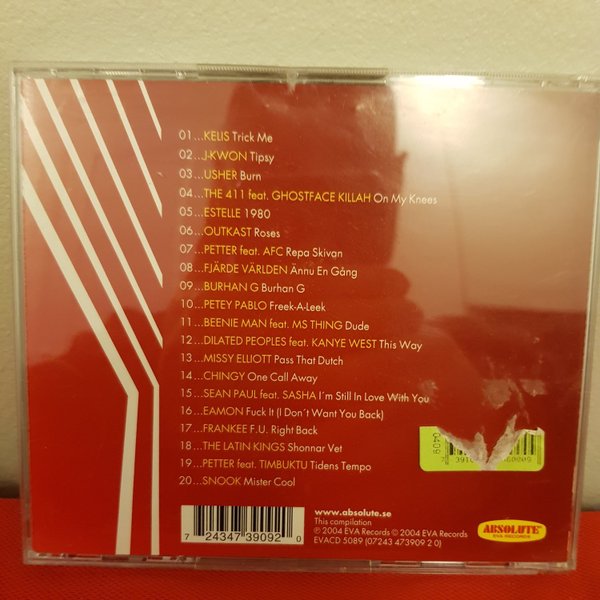 01...KELIS Trick Me
02...J-KWON Tipsy
03...USHER Burn
04...THE 411 feat. GHOSTFACE KILLAH On My Knees
05...ESTELLE 1980
06...OUTKAST Roses
07...PETTER feat. AFC Repa Skivan
08...FJÄRDE VÄRLDEN Ännu En Gång
09...BURHAN G Burhan G
10...PETEY PABLO Freek-A-Leek
11...BEENIE MAN feat. MS THING Dude
12...DILATED PEOPLES feat. KANYE WEST This Way
13...MISSY ELLIOTT Pass That Dutch
14...CHINGY One Call Away
15...SEAN PAUL feat. SASHA I´m Still In Love With You
16...EAMON Fuck It (I Don´t Want You Back)
17...FRANKEE F.U. Right Back
18...THE LATIN KINGS Shonnar Vet
19...PETTER feat. TIMBUKTU Tidens Tempo
20...SNOOK Mister Cool
www.absolute.se
This compilation
℗ 2004 EVA Records © 2004 EVA Records
EVACD 5089 (07243 473909 2 0)
7 24347 39092 0
ABSOLUTE
EVA RECORDS